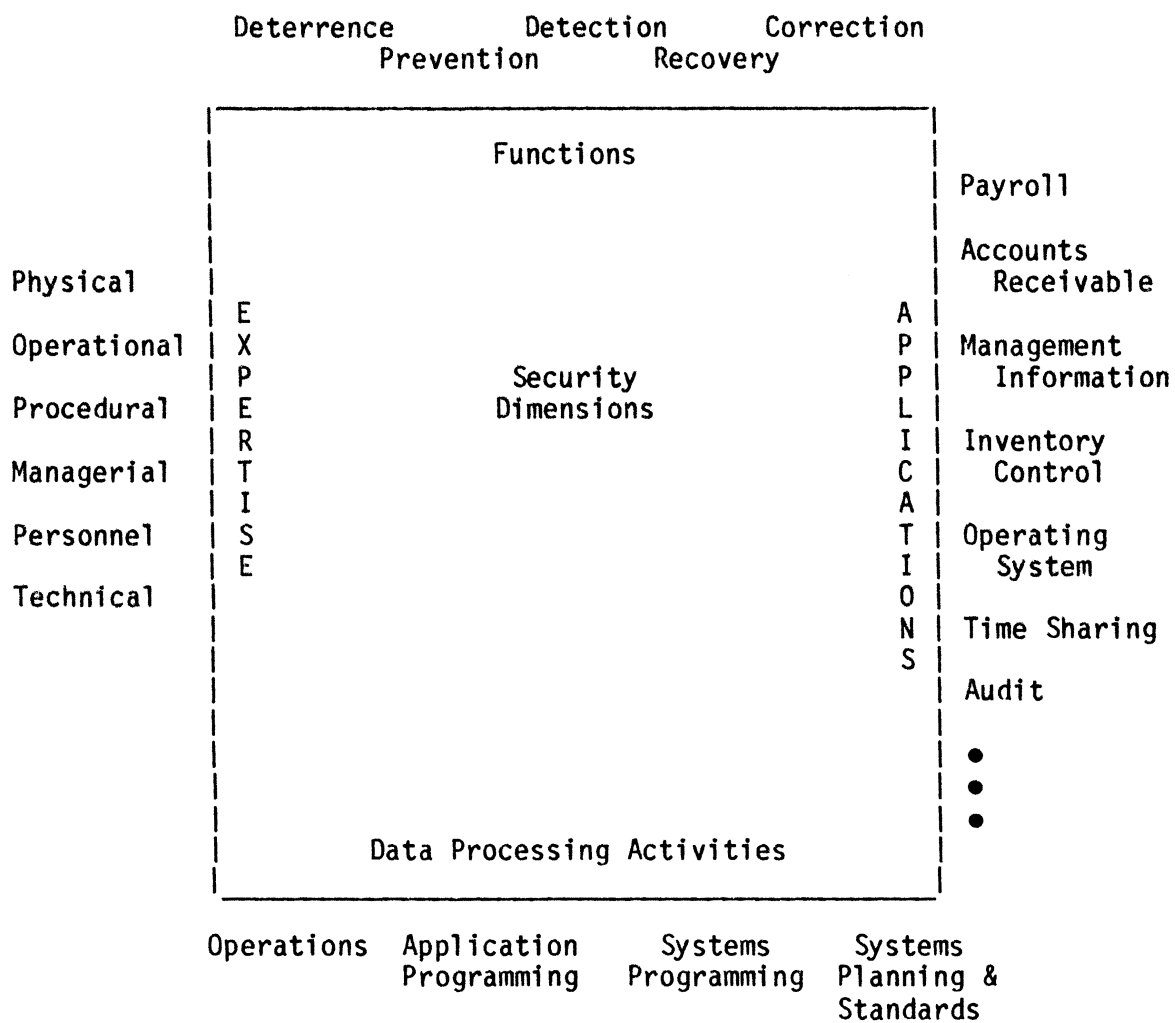 Deterrence Detection Correction
Prevention Recovery
Functions
Payroll
Accounts
Receivable
Physical
Operational
Procedural
Managerial
Personnel
Technical
EXPERTISE
Security
Dimensions
APPLICATIONS
Management
Information
Inventory
Control
Operating
System
Time Sharing
Audit
Data Processing Activities
Operations Application Systems Systems
Programming Programming Planning &
Standards